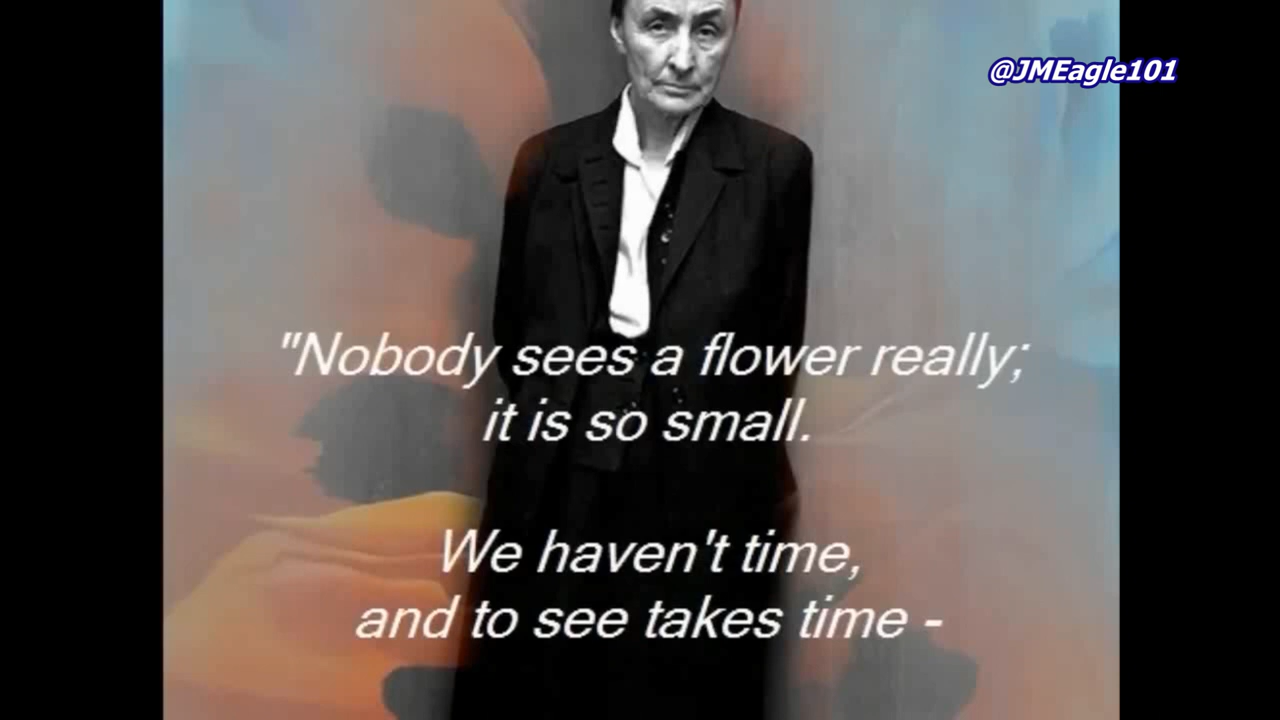 @JMEagle101
"Nobody sees a flower really;
it is so small.
We haven't time,
and to see takes time -